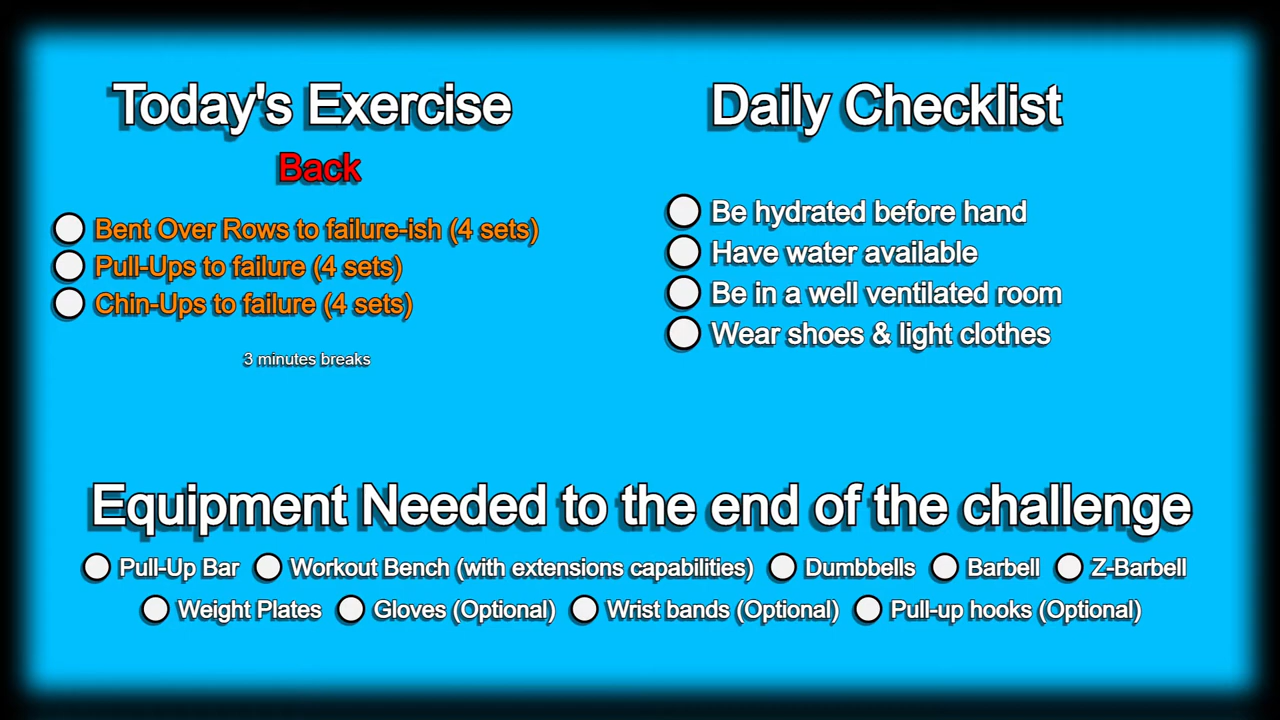 Today's Exercise
Back
Bent Over Rows to failure-ish (4 sets)
Pull-Ups to failure (4 sets)
Chin-Ups to failure (4 sets)
3 minutes breaks
Daily Checklist
Be hydrated before hand
Have water available
Be in a well ventilated room
Wear shoes & light clothes
Equipment Needed to the end of the challenge
Pull-Up Bar Workout Bench (with extensions capabilities) Dumbbells Barbell Z-Barbell
Weight Plates Gloves (Optional) Wrist bands (Optional) Pull-up hooks (Optional)